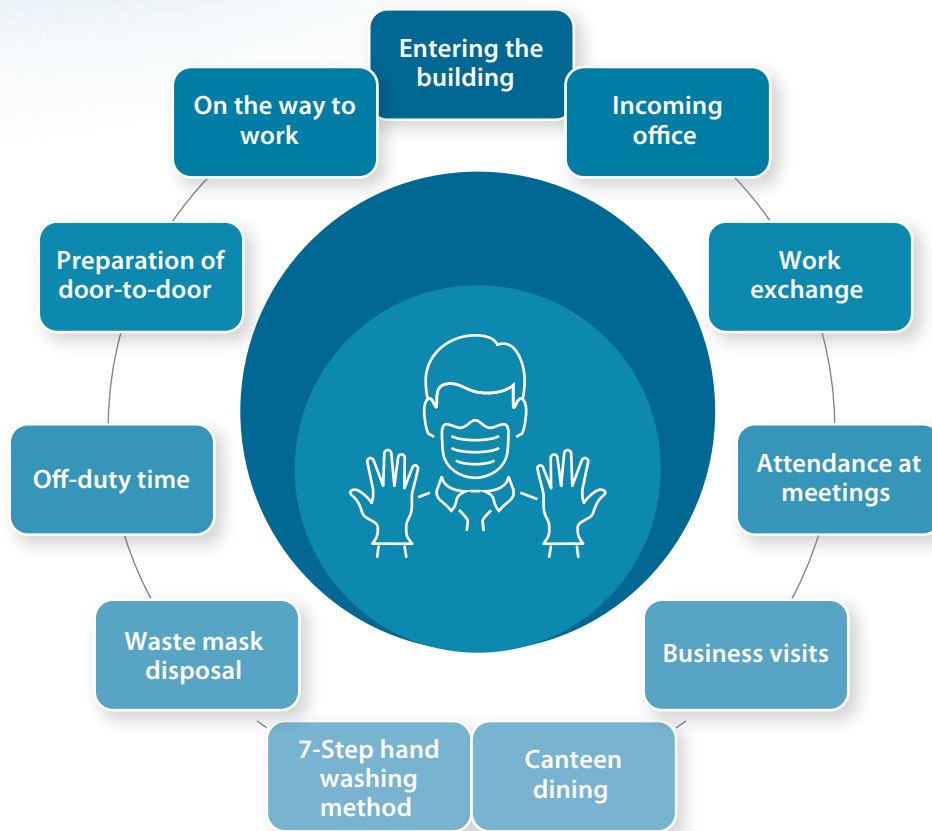 Entering the
building
Incoming
office
Work
exchange
Attendance at
meetings
Business visits
Canteen
dining
7-Step hand
washing
method
Waste mask
disposal
Off-duty time
Preparation of
door-to-door
On the way to
work